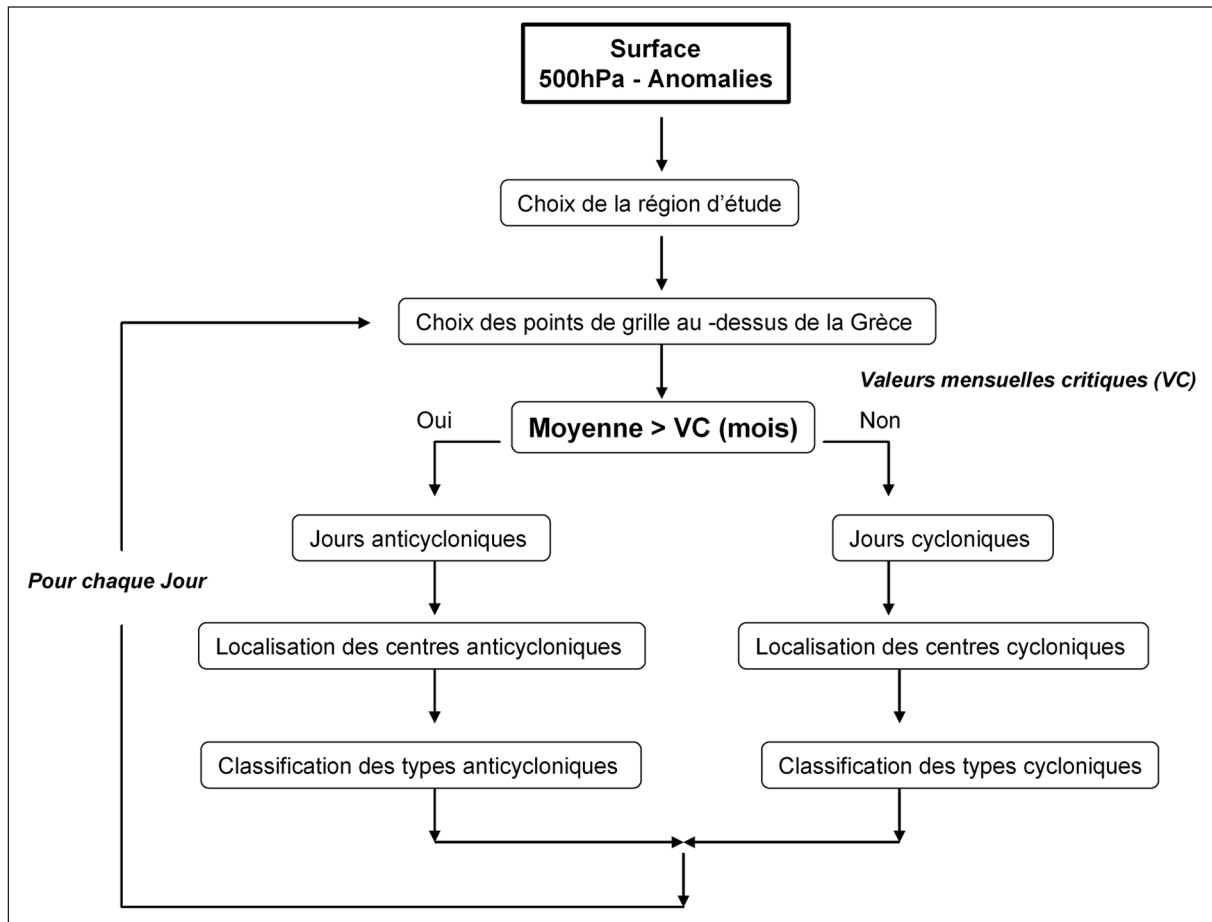 Surface
500hPa - Anomalies
Choix de la région d’étude
Choix des points de grille au -dessus de la Grèce
Valeurs mensuelles critiques (VC)
Oui
Moyenne > VC (mois)
Non
Jours anticycloniques
Jours cycloniques
Pour chaque Jour
Localisation des centres anticycloniques
Localisation des centres cycloniques
Classification des types anticycloniques
Classification des types cycloniques